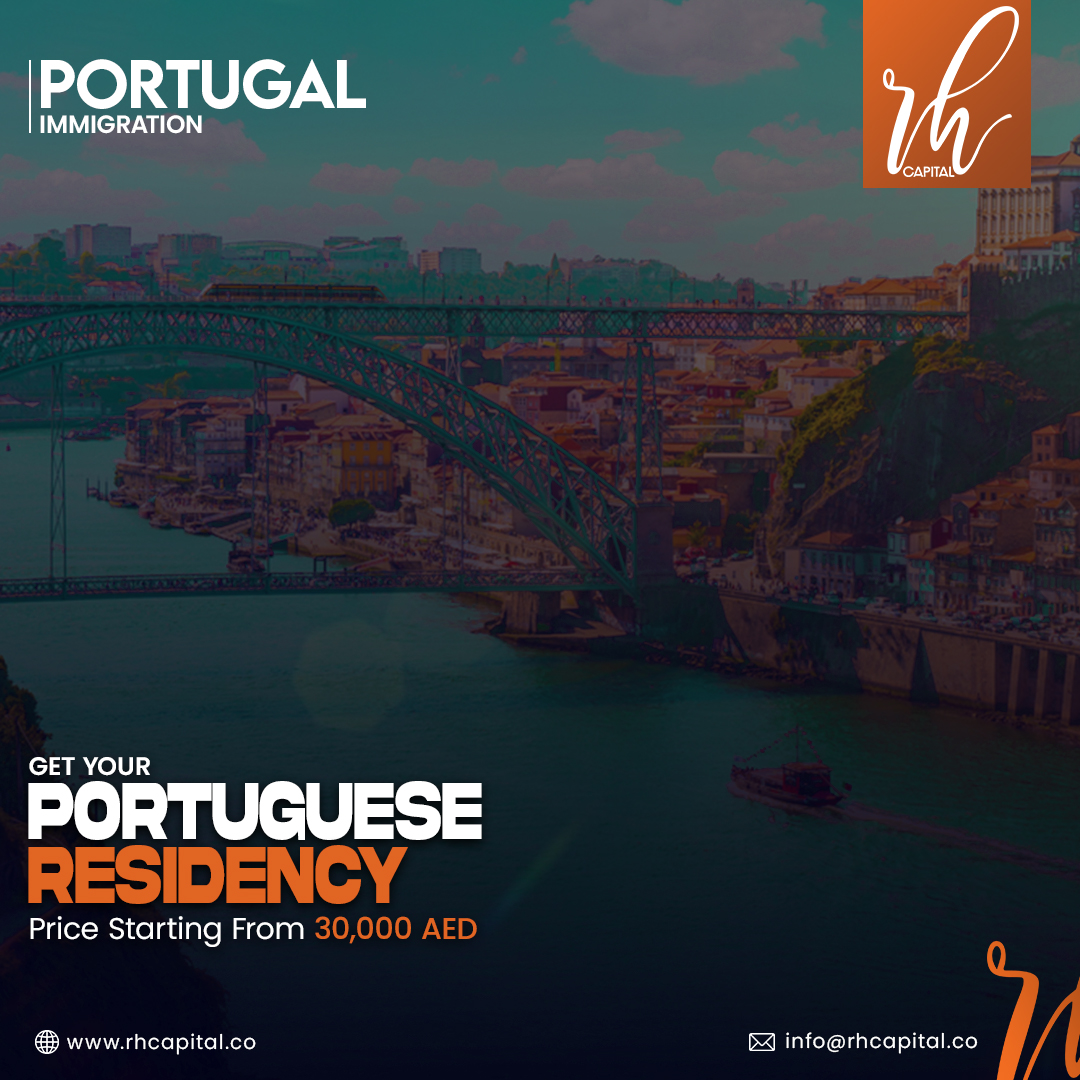 PORTUGAL
IMMIGRATION
rh
CAPITAL
GET YOUR
PORTUGUESE
RESIDENCY
Price Starting From 30,000 AED
www.rhcapital.co
info@rhcapital.co